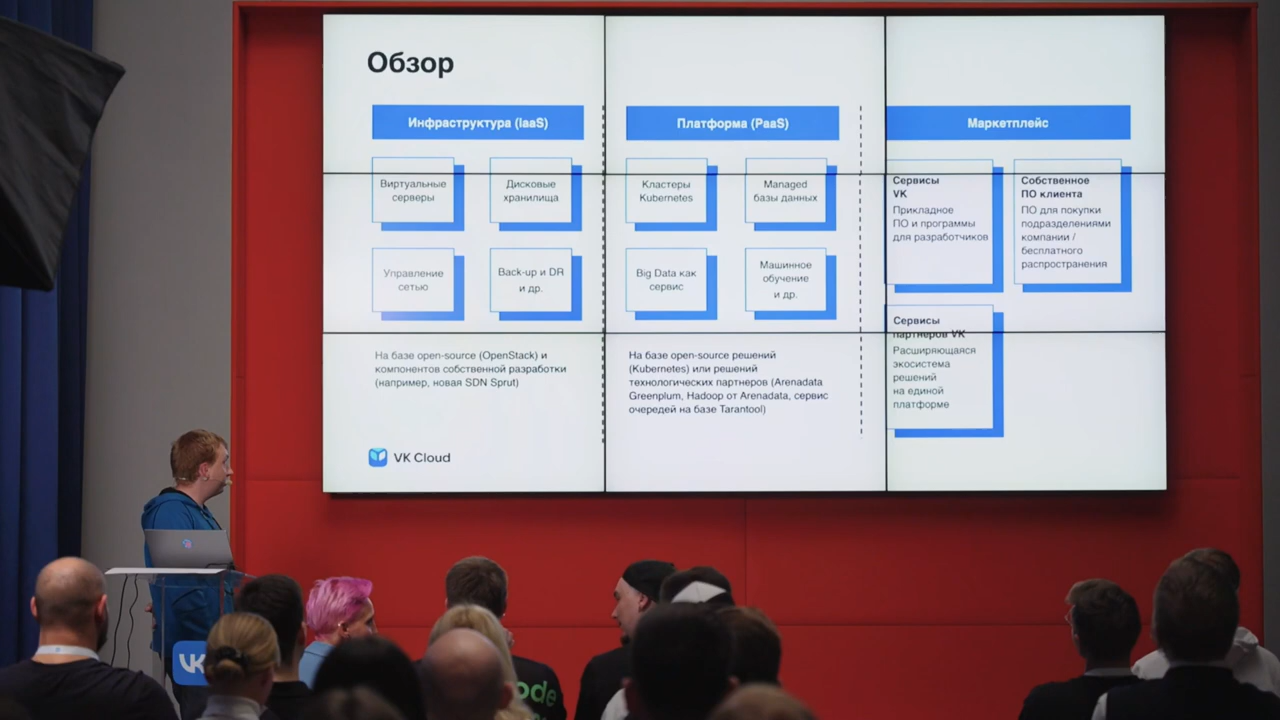 Обзор
Инфраструктура (IaaS)
Виртуальные
серверы
Дисковые
хранилища
Управление
сетью
Back-up и DR
и др.
На базе open-source (OpenStack) и
компонентов собственной разработки
(например, новая SDN Sprut)
Платформа (PaaS)
Кластеры
Kubernetes
Managed
базы данных
Big Data как
сервис
Машинное
обучение
и др.
На базе open-source решений
(Kubernetes) или решений
технологических партнеров (Arenadata
Greenplum, Hadoop от Arenadata, сервис
очередей на базе Tarantool)
Маркетплейс
Сервисы
VK
Прикладное
ПО и программы
для разработчиков
Собственное
ПО клиента
ПО для покупки
подразделениями
компании /
бесплатного
распространения
Сервисы
партнеров VK
Расширяющаяся
экосистема
решений
на единой
платформе
VK Cloud
VK
ode